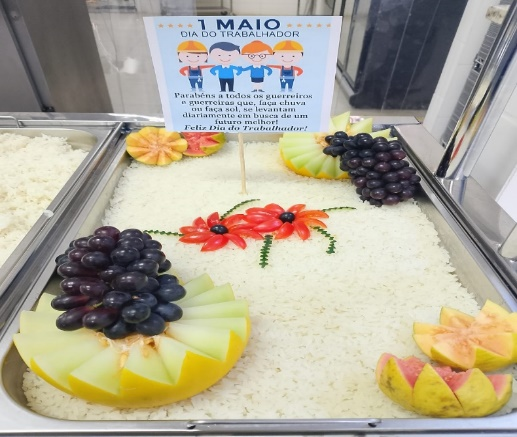 1 MAIO
DIA DO TRABALHADOR
Parabéns a todos os guerreiros
e guerreiras que, faça chuva
ou faça sol, se levantam
diariamente em busca de um
futuro melhor!
Feliz Dia do Trabalhador!